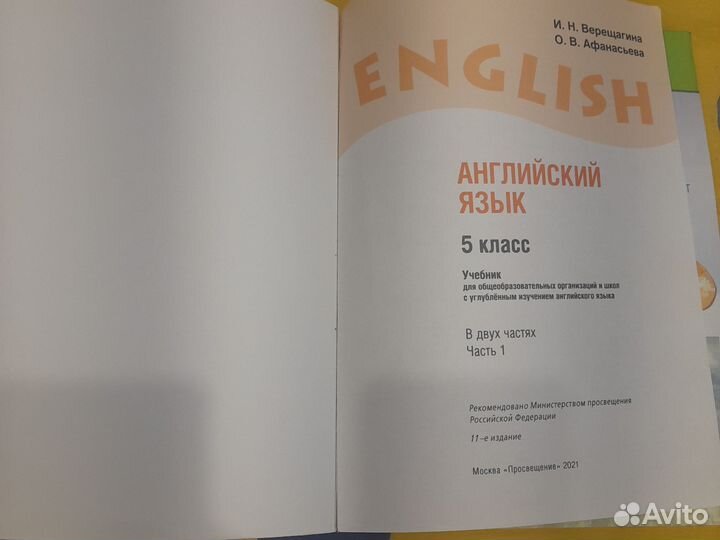 И. Н. Верещагина
О. В. Афанасьева
ENGLISH
АНГЛИЙСКИЙ
ЯЗЫК
5 класс
Учебник
для общеобразовательных организаций и школ
с углублённым изучением английского языка
В двух частях
Часть 1
Рекомендовано Министерством просвещения
Российской Федерации
11-е издание
Москва «Просвещение» 2021
Т
Avito